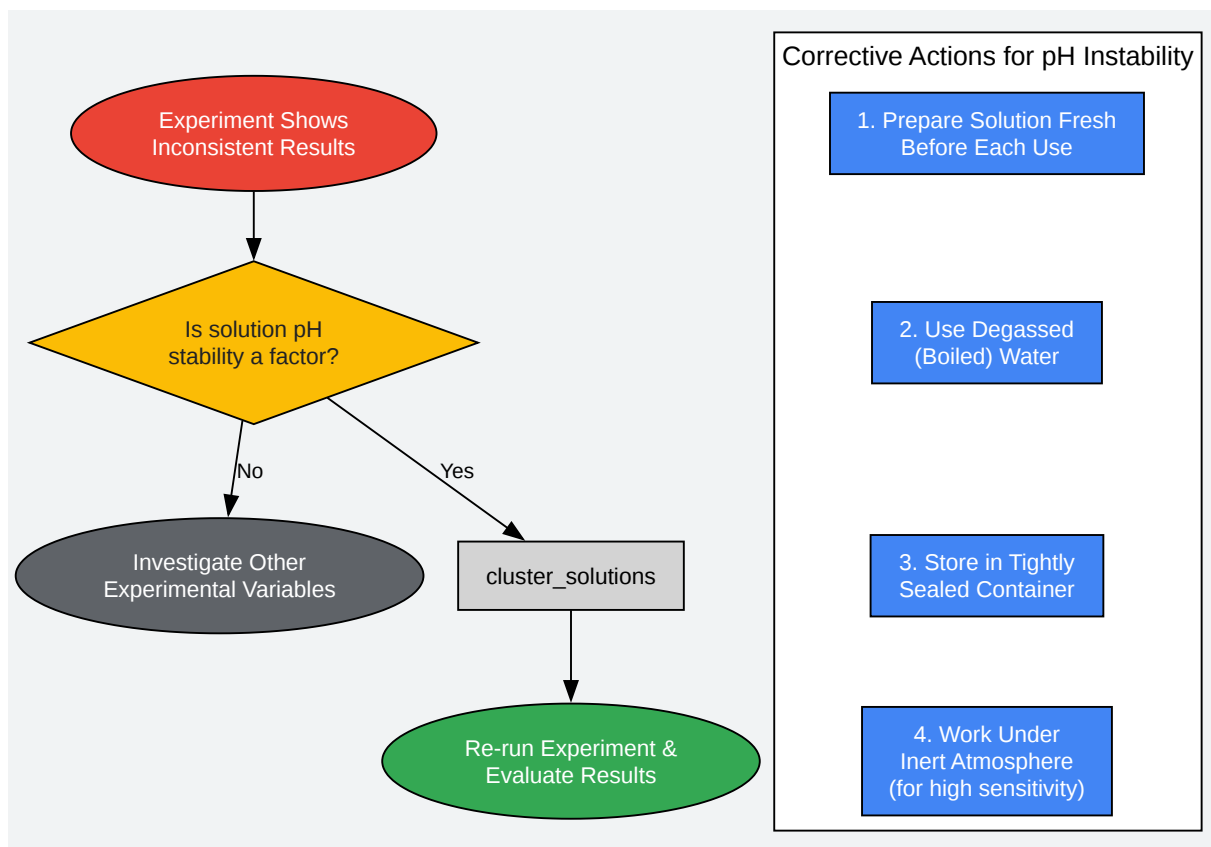 Experiment Shows
Inconsistent Results
Is solution pH
stability a factor?
No
Yes
Investigate Other
Experimental Variables
cluster_solutions
Re-run Experiment &
Evaluate Results
Corrective Actions for pH Instability
1. Prepare Solution Fresh
Before Each Use
2. Use Degassed
(Boiled) Water
3. Store in Tightly
Sealed Container
4. Work Under
Inert Atmosphere
(for high sensitivity)